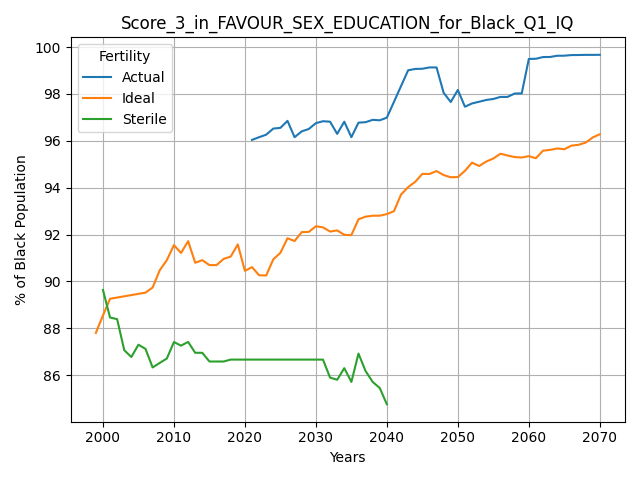 Score_3_in_FAVOUR_SEX_EDUCATION_for_Black_Q1_IQ
Fertility
Actual
Ideal
Sterile
% of Black Population
100
98
96
94
92
90
88
86
2000 2010 2020 2030 2040 2050 2060 2070
Years